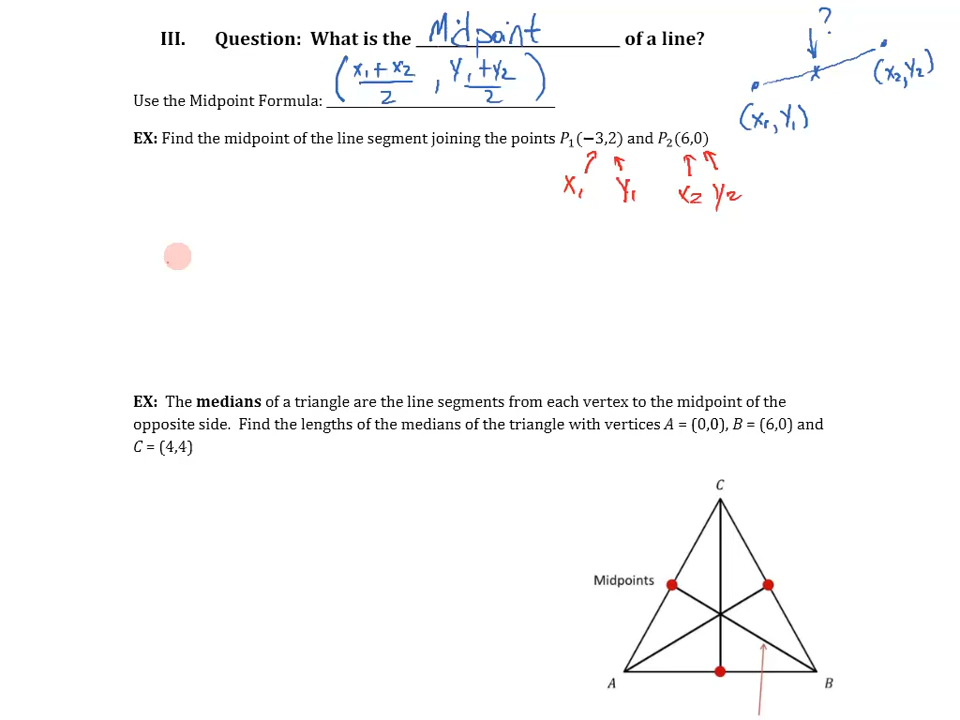 III. Question: What is the Midpoint of a line?
?
(x₁ + x₂ / 2 , y₁ + y₂ / 2)
(x₂, y₂)
Use the Midpoint Formula:
(x₁, y₁)
EX: Find the midpoint of the line segment joining the points P₁(−3,2) and P₂(6,0)
x₁ y₁ x₂ y₂
EX: The medians of a triangle are the line segments from each vertex to the midpoint of the
opposite side. Find the lengths of the medians of the triangle with vertices A = (0,0), B = (6,0) and
C = (4,4)
C
Midpoints
A B